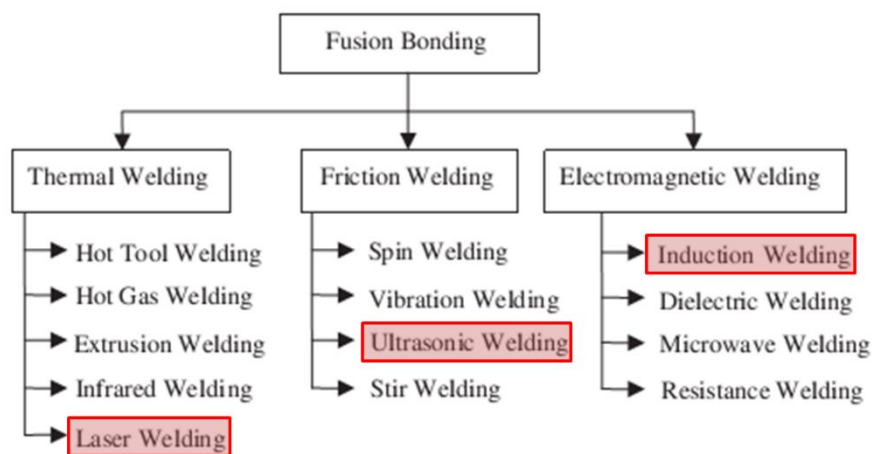 Fusion Bonding
Thermal Welding
Hot Tool Welding
Hot Gas Welding
Extrusion Welding
Infrared Welding
Laser Welding
Friction Welding
Spin Welding
Vibration Welding
Ultrasonic Welding
Stir Welding
Electromagnetic Welding
Induction Welding
Dielectric Welding
Microwave Welding
Resistance Welding